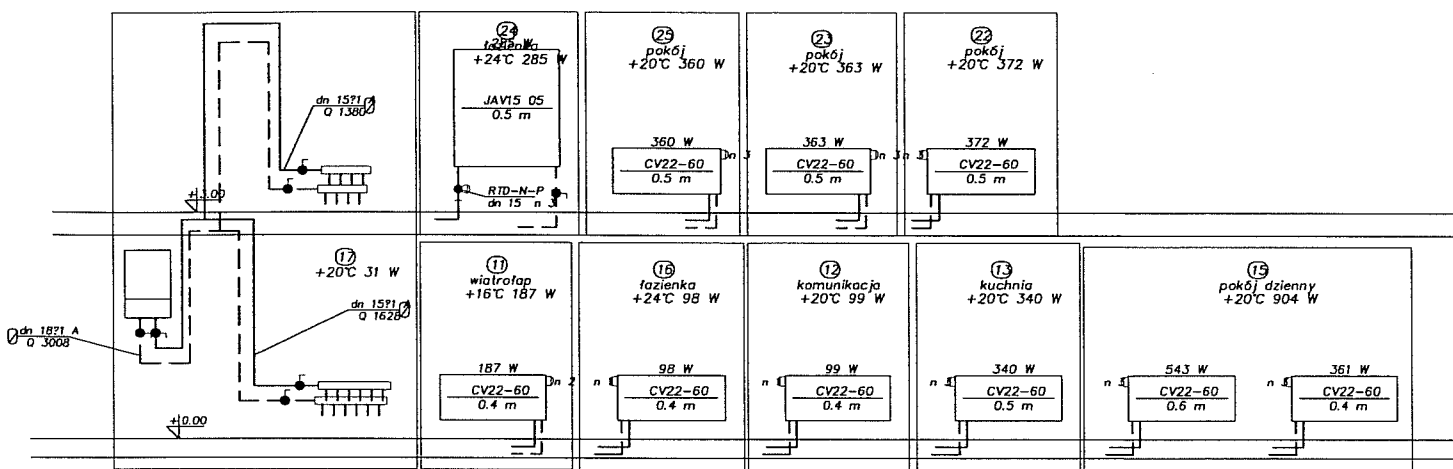 24
łazienka
285 W
+24°C 285 W
JAV15 05
0.5 m
RTD-N-P
dn 15 n 3
25
pokój
+20°C 360 W
360 W
n 3
CV22-60
0.5 m
23
pokój
+20°C 363 W
363 W
n 3
CV22-60
0.5 m
22
pokój
+20°C 372 W
n 3
372 W
CV22-60
0.5 m
dn 15?1 A
Q 1380
+3.00
17
+20°C 31 W
dn 15?1 A
Q 1628
dn 18?1 A
Q 3008
+0.00
11
wiatrołap
+16°C 187 W
187 W
n 2
CV22-60
0.4 m
16
łazienka
+24°C 98 W
98 W
n
CV22-60
0.4 m
12
komunikacja
+20°C 99 W
99 W
n 3
CV22-60
0.4 m
13
kuchnia
+20°C 340 W
340 W
n 3
CV22-60
0.5 m
15
pokój dzienny
+20°C 904 W
543 W
n 3
CV22-60
0.6 m
361 W
n 3
CV22-60
0.4 m